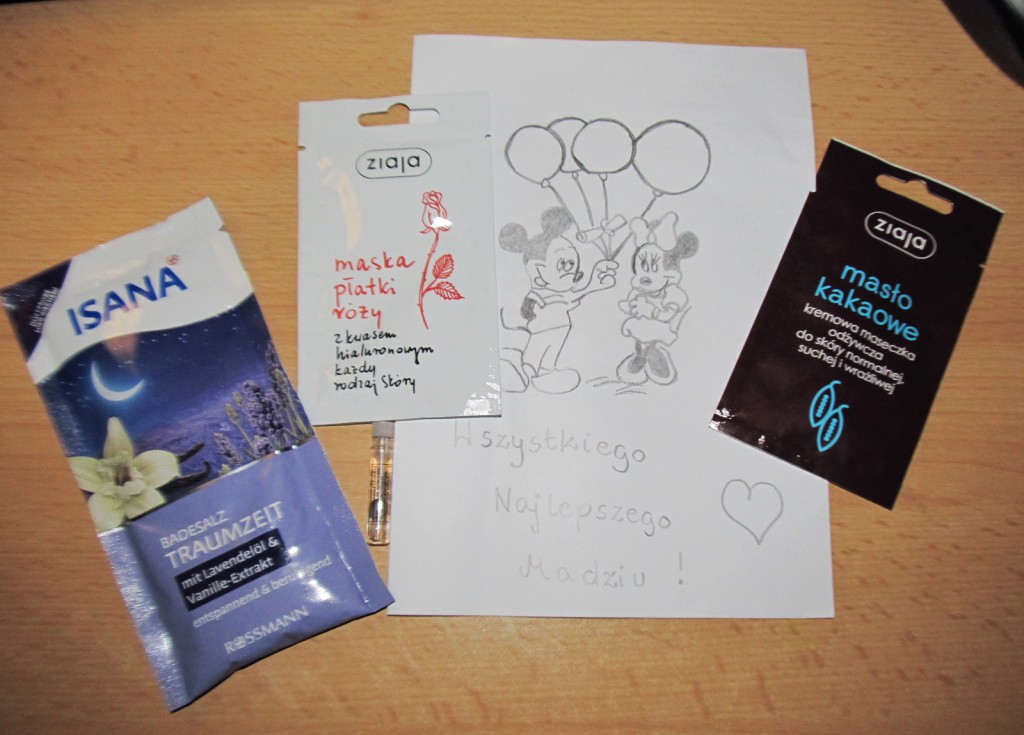 ISANA
BADESALZ
TRAUMZEIT
mit Lavendelöl &
Vanille-Extrakt
entspannend & beruhigend
ROSSMANN
ziaja
maska
płatki
róży
z kwasem
hialuronowym
każdy
rodzaj skóry
Wszystkiego
Najlepszego
Madziu !
ziaja
masło
kakaowe
kremowa maseczka
odżywcza
do skóry normalnej,
suchej i wrażliwej